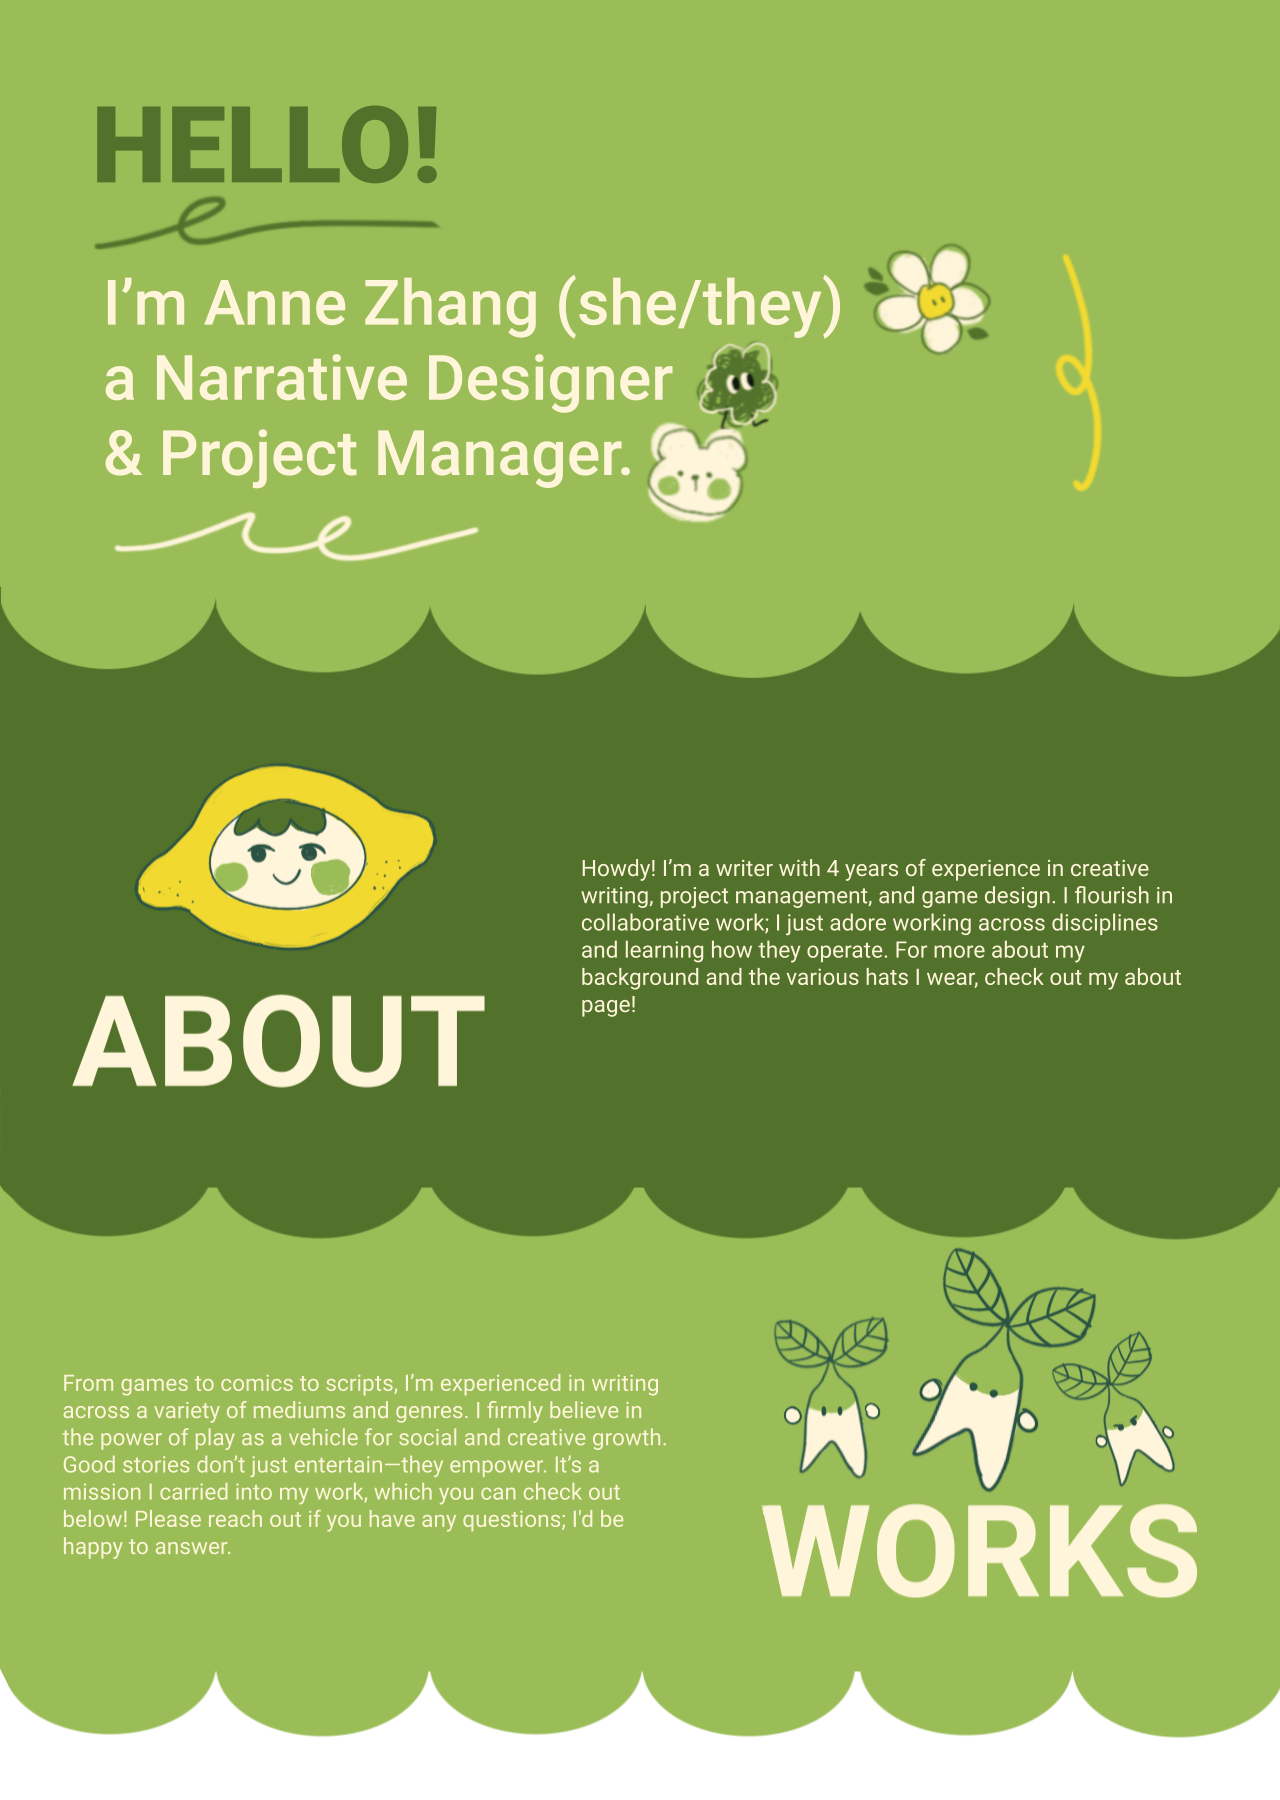 HELLO!
I’m Anne Zhang (she/they)
a Narrative Designer
& Project Manager.
ABOUT
Howdy! I’m a writer with 4 years of experience in creative
writing, project management, and game design. I flourish in
collaborative work; I just adore working across disciplines
and learning how they operate. For more about my
background and the various hats I wear, check out my about
page!
From games to comics to scripts, I’m experienced in writing
across a variety of mediums and genres. I firmly believe in
the power of play as a vehicle for social and creative growth.
Good stories don’t just entertain—they empower. It’s a
mission I carried into my work, which you can check out
below! Please reach out if you have any questions; I'd be
happy to answer.
WORKS